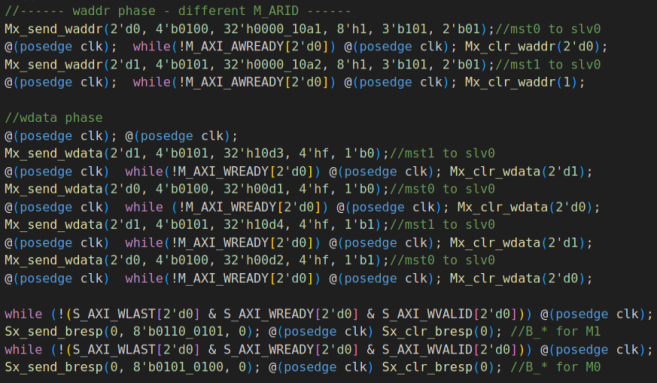 //------ waddr phase - different M_ARID ------
Mx_send_waddr(2'd0, 4'b0100, 32'h0000_10a1, 8'h1, 3'b101, 2'b01);//mst0 to slv0
@(posedge clk);  while(!M_AXI_AWREADY[2'd0]) @(posedge clk); Mx_clr_waddr(2'd0);
Mx_send_waddr(2'd1, 4'b0101, 32'h0000_10a2, 8'h1, 3'b101, 2'b01);//mst1 to slv0
@(posedge clk);  while(!M_AXI_AWREADY[2'd0]) @(posedge clk); Mx_clr_waddr(1);
//wdata phase
@(posedge clk); @(posedge clk);
Mx_send_wdata(2'd1, 4'b0101, 32'h10d3, 4'hf, 1'b0);//mst1 to slv0
@(posedge clk)  while(!M_AXI_WREADY[2'd0]) @(posedge clk); Mx_clr_wdata(2'd1);
Mx_send_wdata(2'd0, 4'b0100, 32'h00d1, 4'hf, 1'b0);//mst0 to slv0
@(posedge clk)  while (!M_AXI_WREADY[2'd0]) @(posedge clk); Mx_clr_wdata(2'd0);
Mx_send_wdata(2'd1, 4'b0101, 32'h10d4, 4'hf, 1'b1);//mst1 to slv0
@(posedge clk)  while(!M_AXI_WREADY[2'd0]) @(posedge clk); Mx_clr_wdata(2'd1);
Mx_send_wdata(2'd0, 4'b0100, 32'h00d2, 4'hf, 1'b1);//mst0 to slv0
@(posedge clk)  while(!M_AXI_WREADY[2'd0]) @(posedge clk); Mx_clr_wdata(2'd0);
while (!(S_AXI_WLAST[2'd0] & S_AXI_WREADY[2'd0] & S_AXI_WVALID[2'd0])) @(posedge clk);
Sx_send_bresp(0, 8'b0110_0101, 0); @(posedge clk) Sx_clr_bresp(0); //B_* for M1
while (!(S_AXI_WLAST[2'd0] & S_AXI_WREADY[2'd0] & S_AXI_WVALID[2'd0])) @(posedge clk);
Sx_send_bresp(0, 8'b0101_0100, 0); @(posedge clk) Sx_clr_bresp(0); //B_* for M0